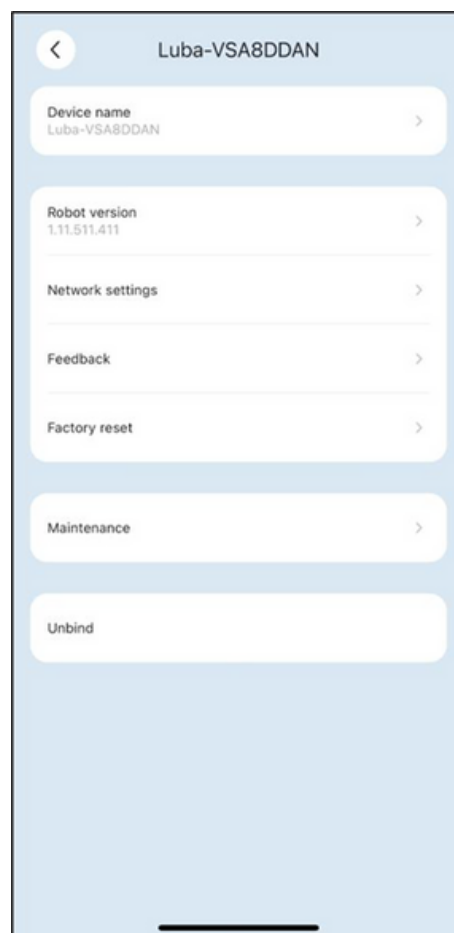 Luba-VSA8DDAN
Device name
Luba-VSA8DDAN
Robot version
1.11.511.411
Network settings
Feedback
Factory reset
Maintenance
Unbind